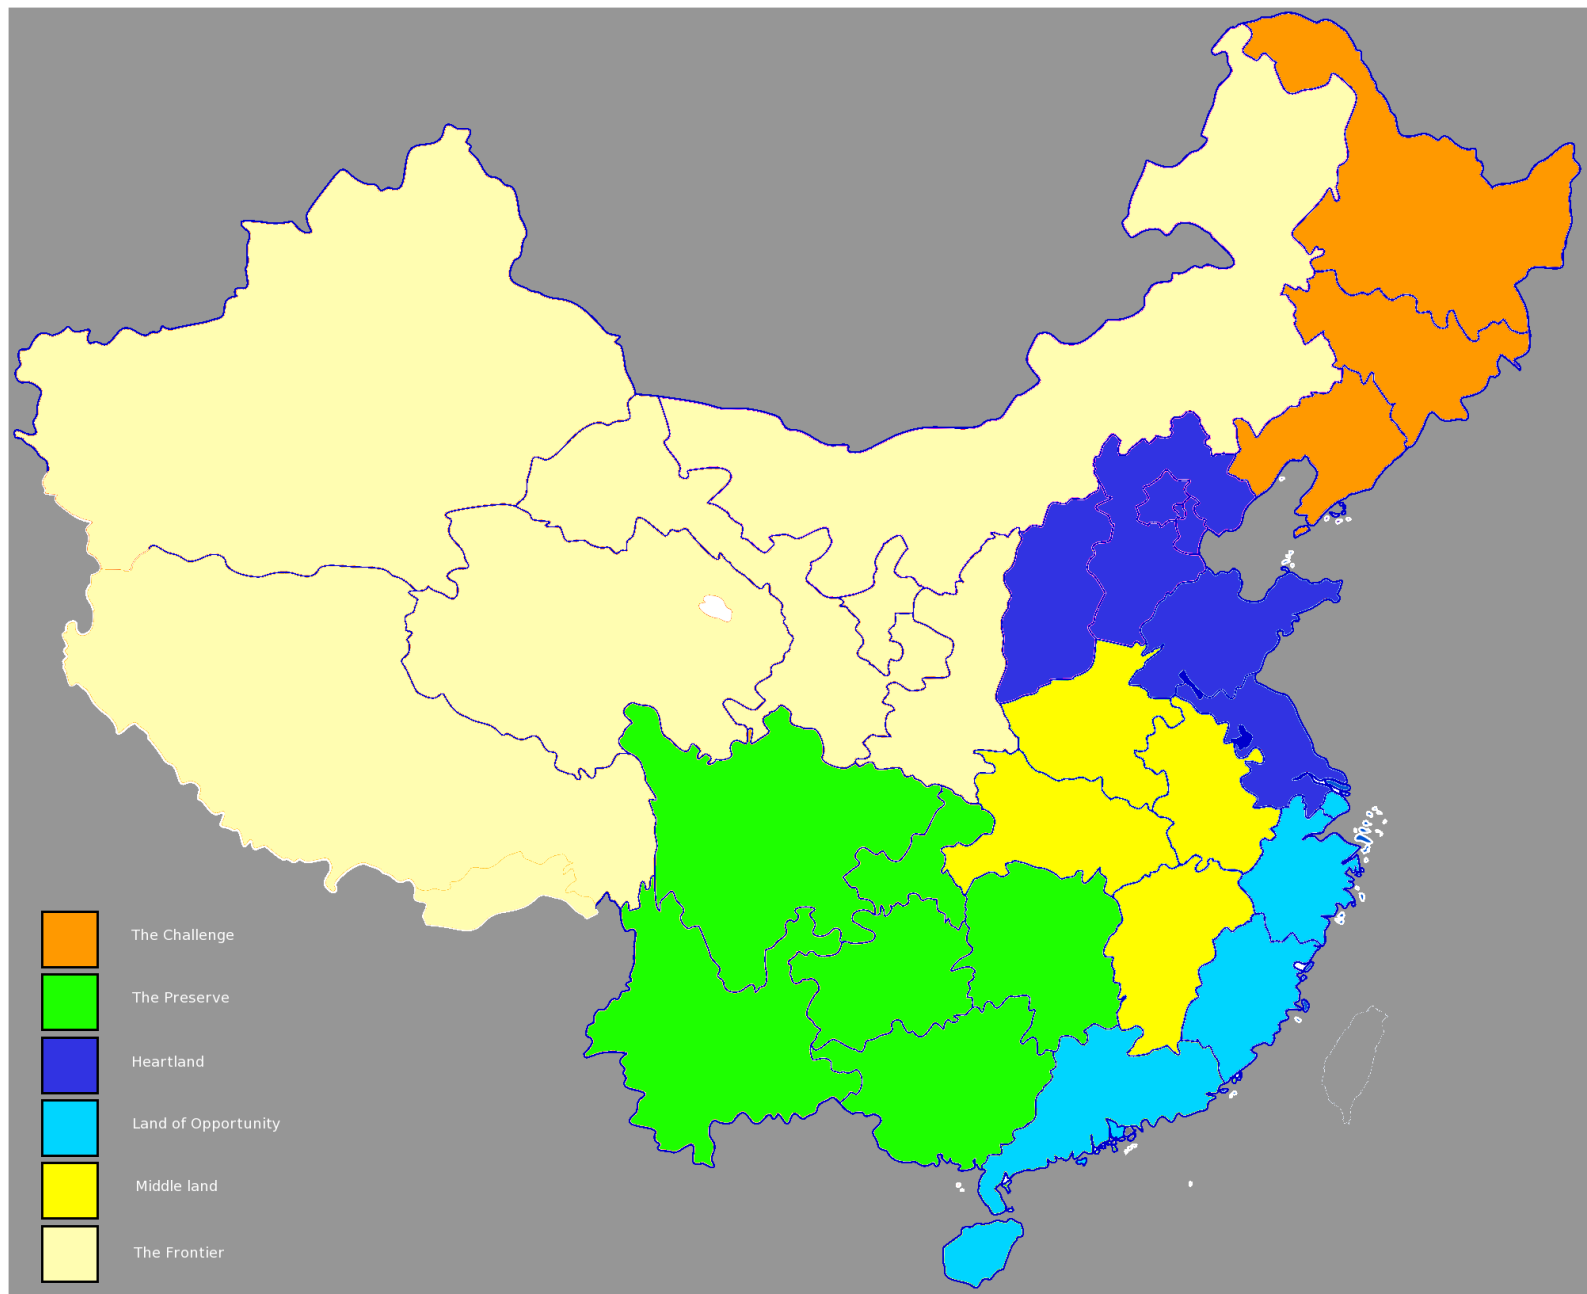 The Challenge
The Preserve
Heartland
Land of Opportunity
Middle land
The Frontier